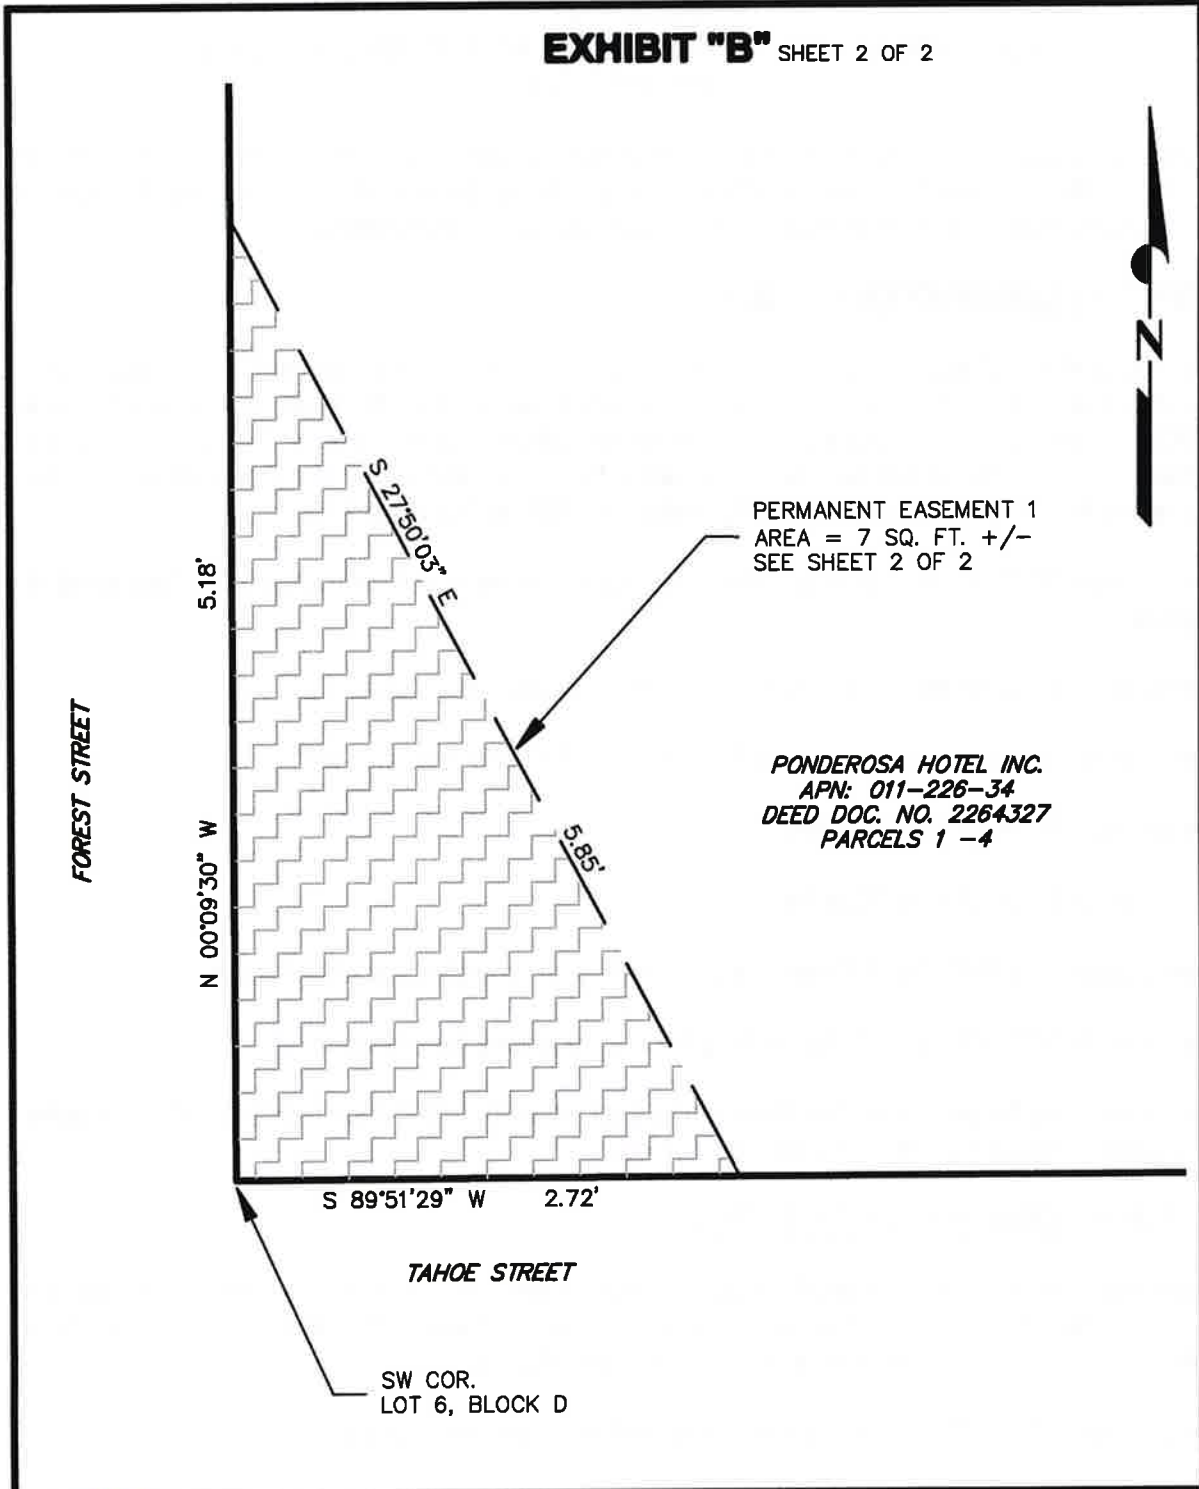 EXHIBIT "B" SHEET 2 OF 2
N
S 27°50'03" E
5.85'
5.18'
N 00°09'30" W
FOREST STREET
PERMANENT EASEMENT 1
AREA = 7 SQ. FT. +/-
SEE SHEET 2 OF 2
PONDEROSA HOTEL INC.
APN: 011-226-34
DEED DOC. NO. 2264327
PARCELS 1 -4
S 89°51'29" W 2.72'
TAHOE STREET
SW COR.
LOT 6, BLOCK D